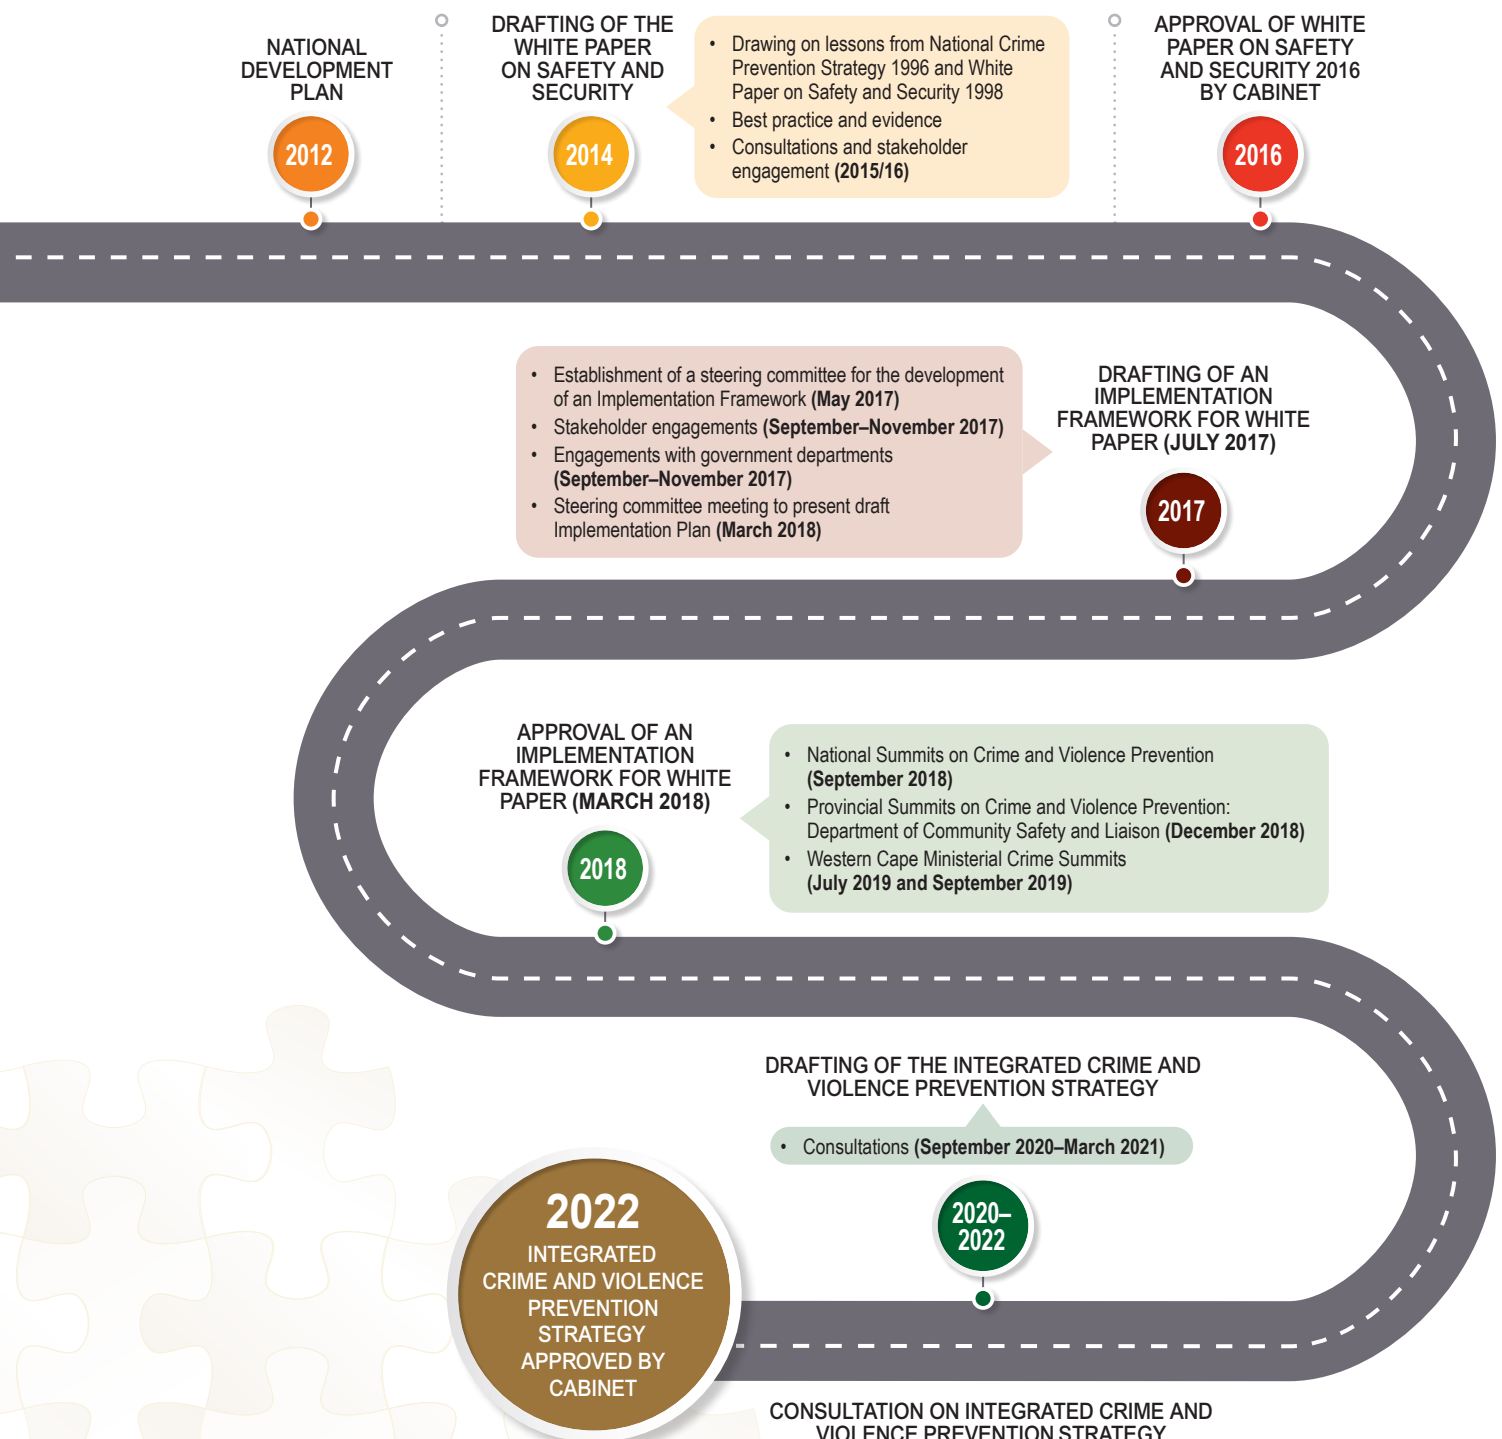 NATIONAL
DEVELOPMENT
PLAN
2012
DRAFTING OF THE
WHITE PAPER
ON SAFETY AND
SECURITY
2014
• Drawing on lessons from National Crime
Prevention Strategy 1996 and White
Paper on Safety and Security 1998
• Best practice and evidence
• Consultations and stakeholder
engagement (2015/16)
APPROVAL OF WHITE
PAPER ON SAFETY
AND SECURITY 2016
BY CABINET
2016
• Establishment of a steering committee for the development
of an Implementation Framework (May 2017)
• Stakeholder engagements (September–November 2017)
• Engagements with government departments
(September–November 2017)
• Steering committee meeting to present draft
Implementation Plan (March 2018)
DRAFTING OF AN
IMPLEMENTATION
FRAMEWORK FOR WHITE
PAPER (JULY 2017)
2017
APPROVAL OF AN
IMPLEMENTATION
FRAMEWORK FOR WHITE
PAPER (MARCH 2018)
2018
• National Summits on Crime and Violence Prevention
(September 2018)
• Provincial Summits on Crime and Violence Prevention:
Department of Community Safety and Liaison (December 2018)
• Western Cape Ministerial Crime Summits
(July 2019 and September 2019)
DRAFTING OF THE INTEGRATED CRIME AND
VIOLENCE PREVENTION STRATEGY
• Consultations (September 2020–March 2021)
2020–
2022
2022
INTEGRATED
CRIME AND VIOLENCE
PREVENTION
STRATEGY
APPROVED BY
CABINET
CONSULTATION ON INTEGRATED CRIME AND
VIOLENCE PREVENTION STRATEGY